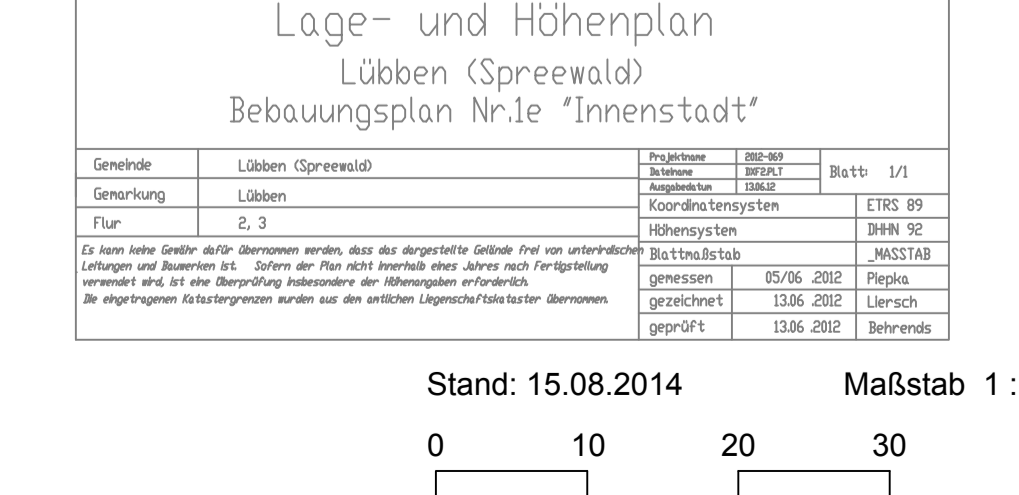 Lage- und Höhenplan
Lübben (Spreewald)
Bebauungsplan Nr.1e "Innenstadt"
Gemeinde Lübben (Spreewald)
Gemarkung Lübben
Flur 2, 3
Es kann keine Gewähr dafür übernommen werden, dass das dargestellte Gelände frei von unterirdischen
Leitungen und Bauwerken ist. Sofern der Plan nicht innerhalb eines Jahres nach Fertigstellung
verwendet wird, ist eine Überprüfung insbesondere der Höhenangaben erforderlich.
Die eingetragenen Katastergrenzen wurden aus dem amtlichen Liegenschaftskataster übernommen.
Projektname 2012-069
Dateiname DXF2.PLT
Ausgabedatum 13.06.12
Blatt: 1/1
Koordinatensystem ETRS 89
Höhensystem DHHN 92
Blattmaßstab _MASSTAB
gemessen 05/06 .2012 Piepka
gezeichnet 13.06 .2012 Liersch
geprüft 13.06 .2012 Behrends
Stand: 15.08.2014 Maßstab 1 :
0 10 20 30